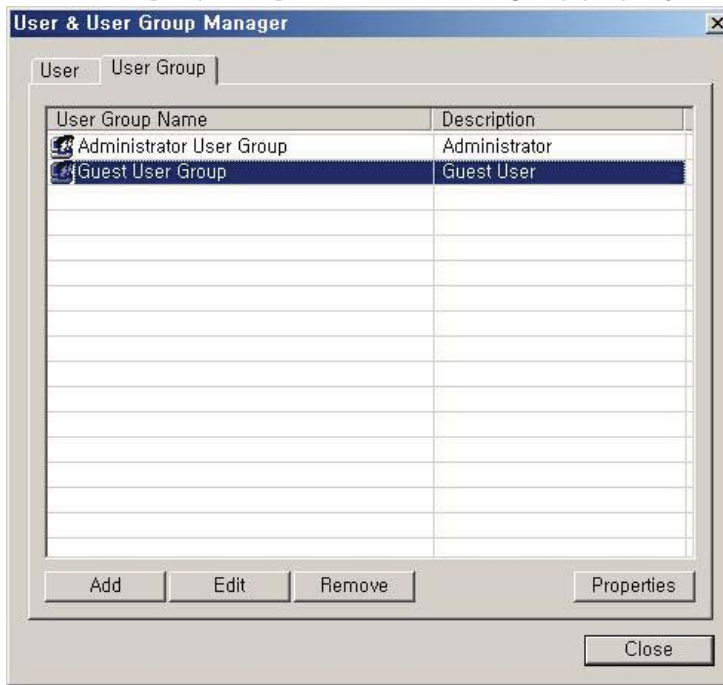 User & User Group Manager
User User Group
User Group Name Description
Administrator User Group Administrator
Guest User Group Guest User
Add Edit Remove Properties
Close